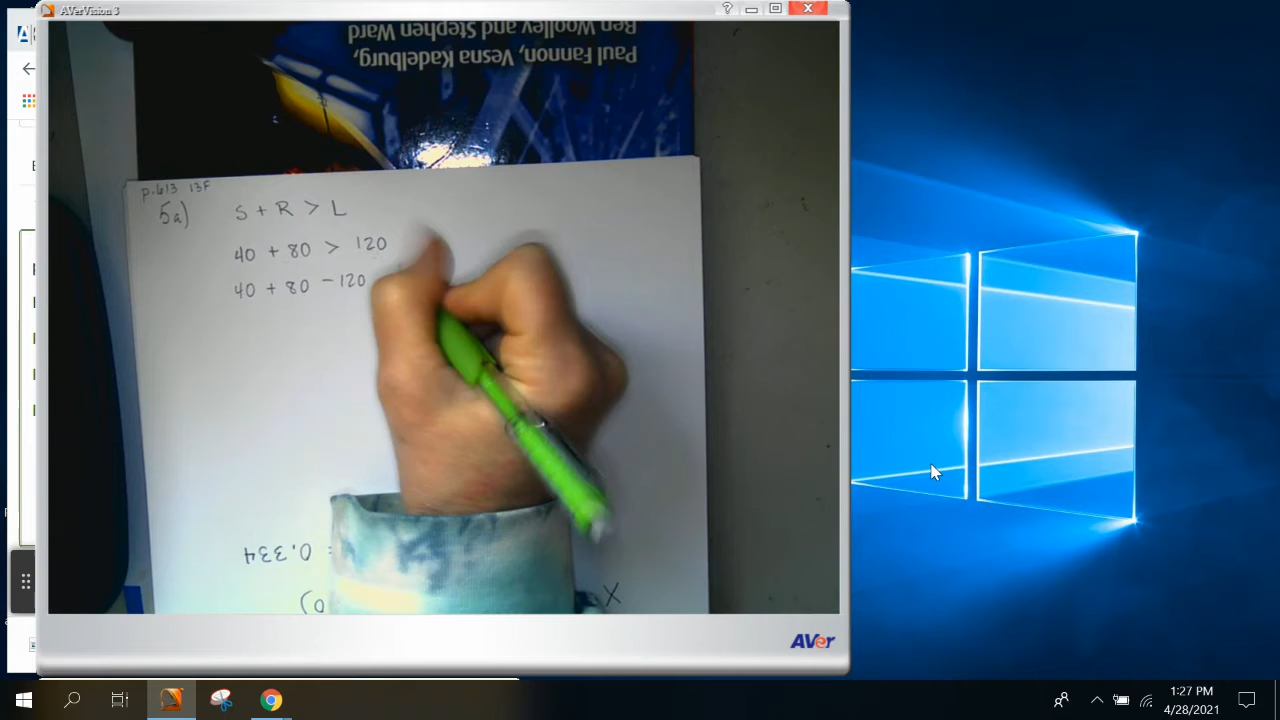 AVerVision 3
Ben Woolley and Stephen Ward
Paul Fannon, Vesna Kadelburg,
p.613 13F
5a) S + R > L
40 + 80 > 120
40 + 80 - 120
= 0.334
X
AVer
1:27 PM
4/28/2021